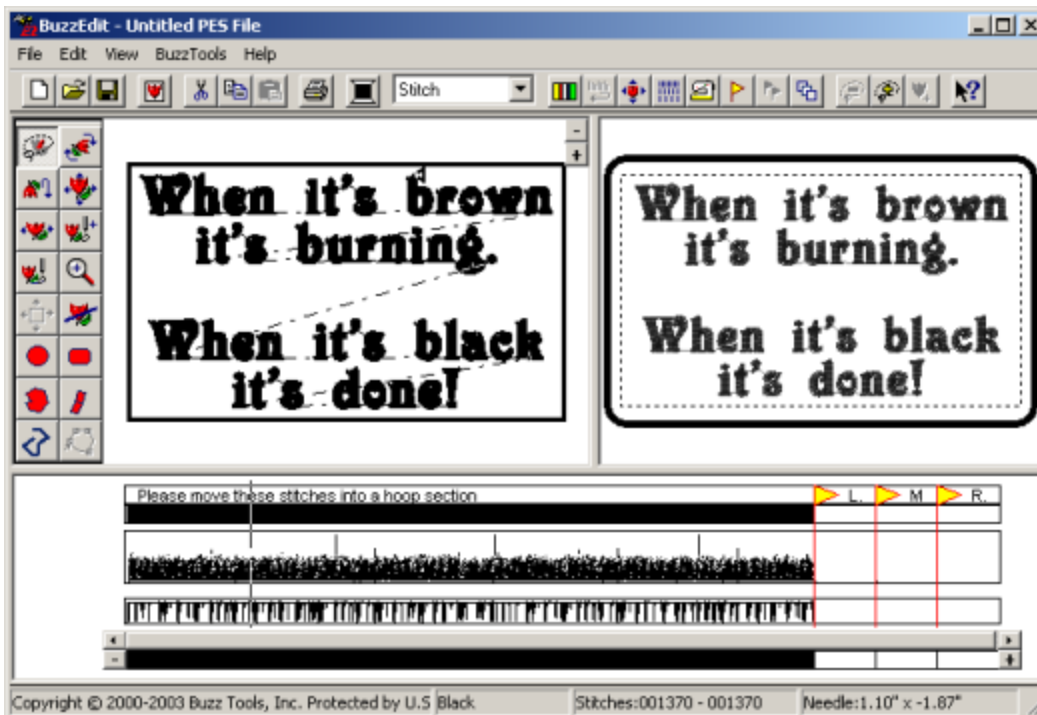 BuzzEdit - Untitled PES File
File Edit View BuzzTools Help
Stitch
When it's brown
it's burning.
When it's black
it's done!
When it's brown
it's burning.
When it's black
it's done!
Please move these stitches into a hoop section
L. M R.
Copyright © 2000-2003 Buzz Tools, Inc. Protected by U.S Black Stitches:001370 - 001370 Needle:1.10" x -1.87"